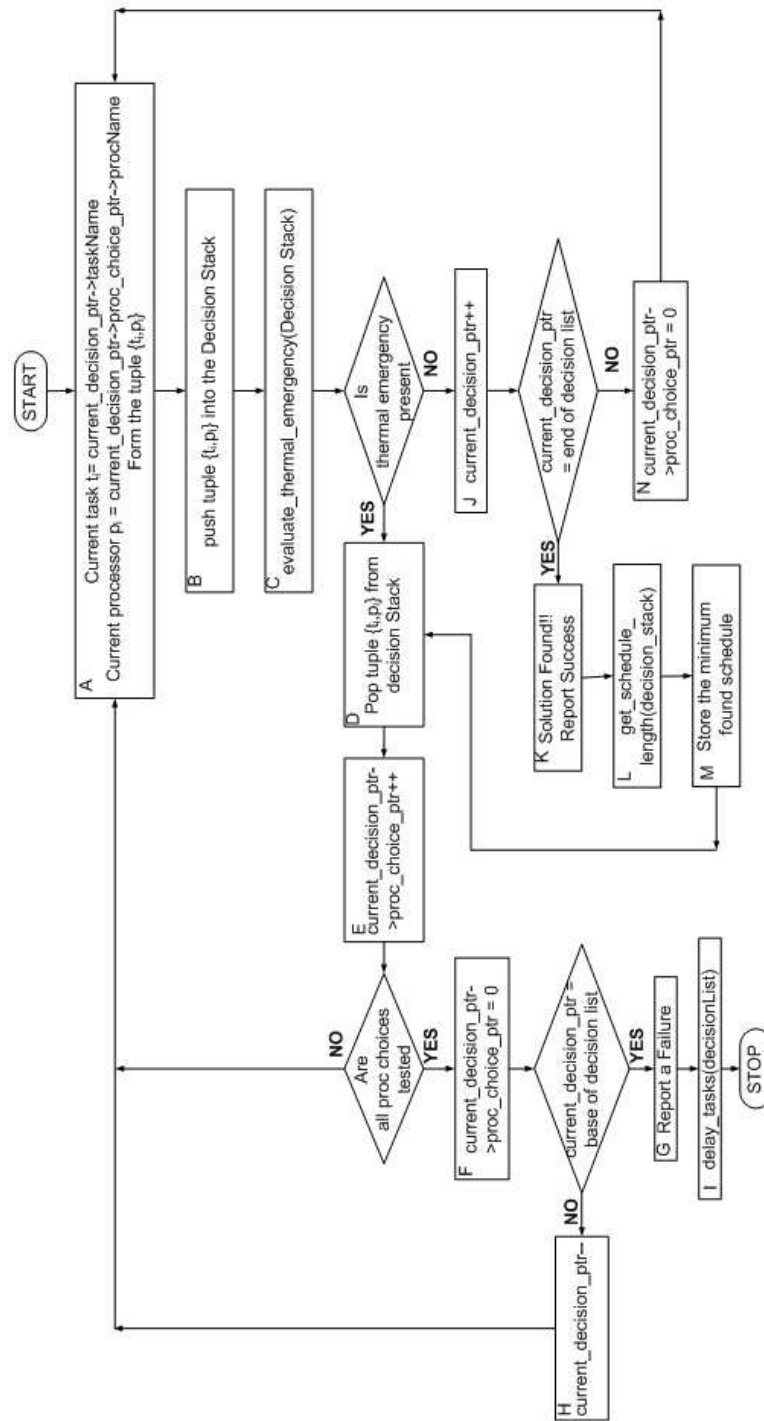 START
A
Current task tᵢ= current_decision_ptr->taskName
Current processor pᵢ = current_decision_ptr->proc_choice_ptr->procName
Form the tuple {tᵢ,pᵢ}
B
push tuple {tᵢ,pᵢ} into the Decision Stack
C
evaluate_thermal_emergency(Decision Stack)
Is
thermal emergency
present
YES
NO
D
Pop tuple {tᵢ,pᵢ} from
decision Stack
E
current_decision_ptr-
>proc_choice_ptr++
Are
all proc choices
tested
NO
YES
F current_decision_ptr-
>proc_choice_ptr = 0
current_decision_ptr =
base of decision list
NO
YES
H
current_decision_ptr--
G Report a Failure
I delay_tasks(decisionList)
STOP
J current_decision_ptr++
current_decision_ptr
= end of decision list
YES
NO
K Solution Found!!
Report Success
L get_schedule_
length(decision_stack)
M Store the minimum
found schedule
N current_decision_ptr-
>proc_choice_ptr = 0